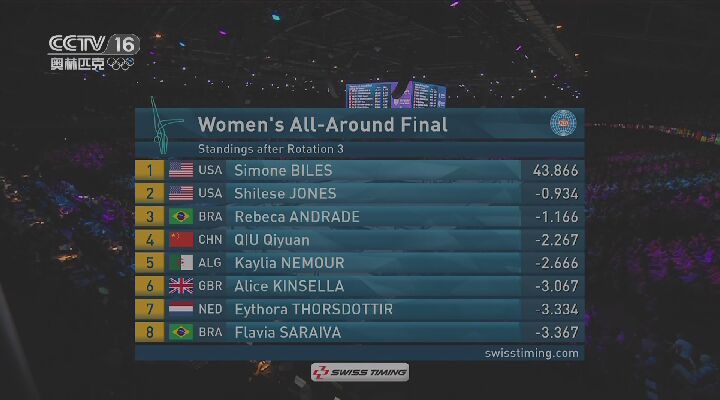 CCTV 16
奥林匹克
Women's All-Around Final
Standings after Rotation 3
1 USA Simone BILES 43.866
2 USA Shilese JONES -0.934
3 BRA Rebeca ANDRADE -1.166
4 CHN QIU Qiyuan -2.267
5 ALG Kaylia NEMOUR -2.666
6 GBR Alice KINSELLA -3.067
7 NED Eythora THORSDOTTIR -3.334
8 BRA Flavia SARAIVA -3.367
swisstiming.com
SWISS TIMING